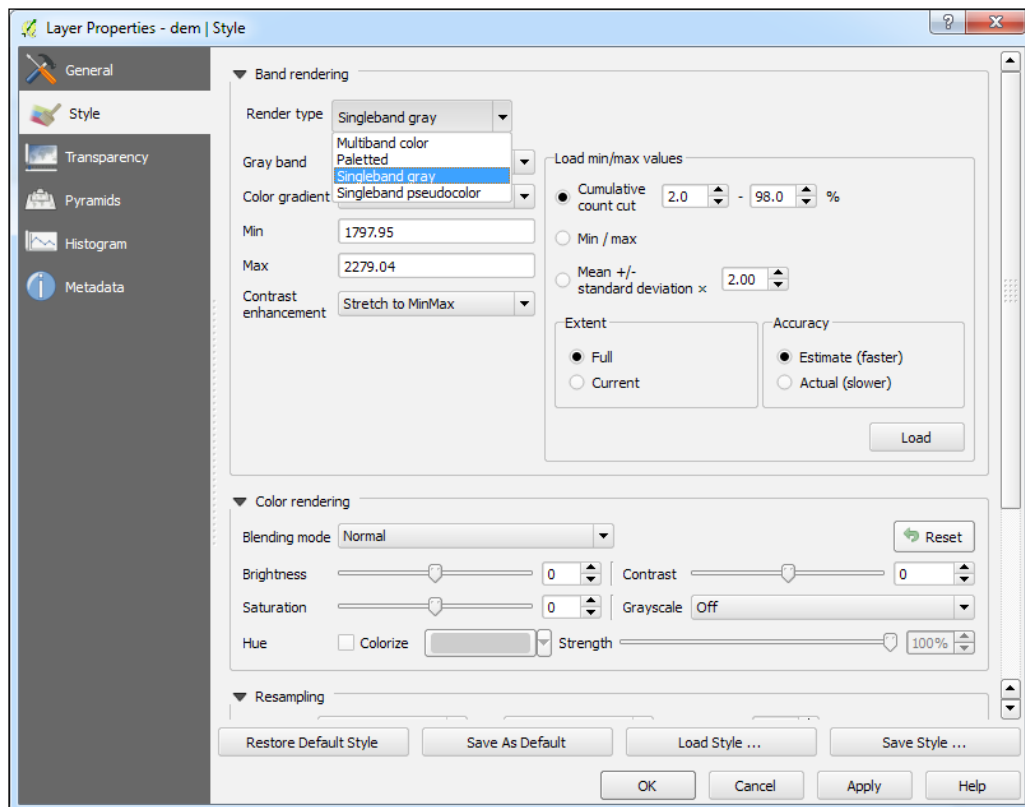 Layer Properties - dem | Style
General
Style
Transparency
Pyramids
Histogram
Metadata
Band rendering
Render type Singleband gray
Multiband color
Paletted
Singleband gray
Singleband pseudocolor
Gray band
Color gradient
Min 1797.95
Max 2279.04
Contrast
enhancement Stretch to MinMax
Load min/max values
Cumulative
count cut 2.0 - 98.0 %
Min / max
Mean +/-
standard deviation × 2.00
Extent
Full
Current
Accuracy
Estimate (faster)
Actual (slower)
Load
Color rendering
Blending mode Normal Reset
Brightness 0 Contrast 0
Saturation 0 Grayscale Off
Hue Colorize Strength 100%
Resampling
Restore Default Style Save As Default Load Style ... Save Style ...
OK Cancel Apply Help